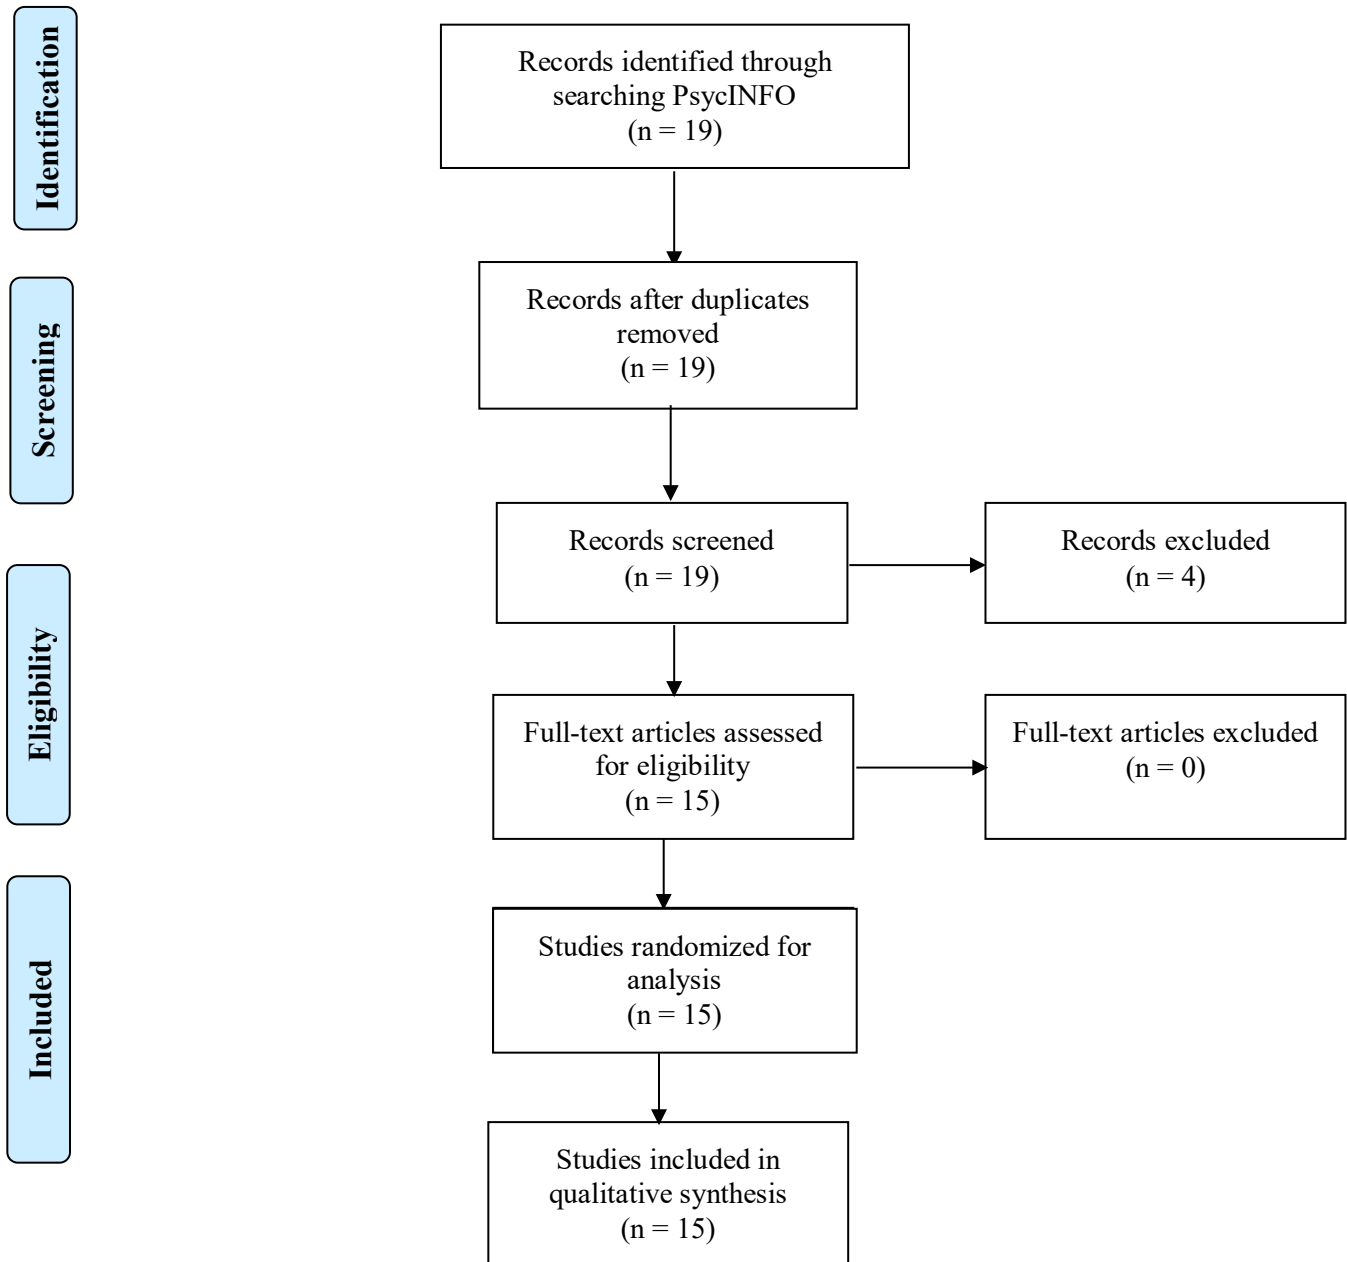 Identification
Records identified through
searching PsycINFO
(n = 19)
Records after duplicates
removed
(n = 19)
Screening
Records screened
(n = 19)
Records excluded
(n = 4)
Eligibility
Full-text articles assessed
for eligibility
(n = 15)
Full-text articles excluded
(n = 0)
Included
Studies randomized for
analysis
(n = 15)
Studies included in
qualitative synthesis
(n = 15)